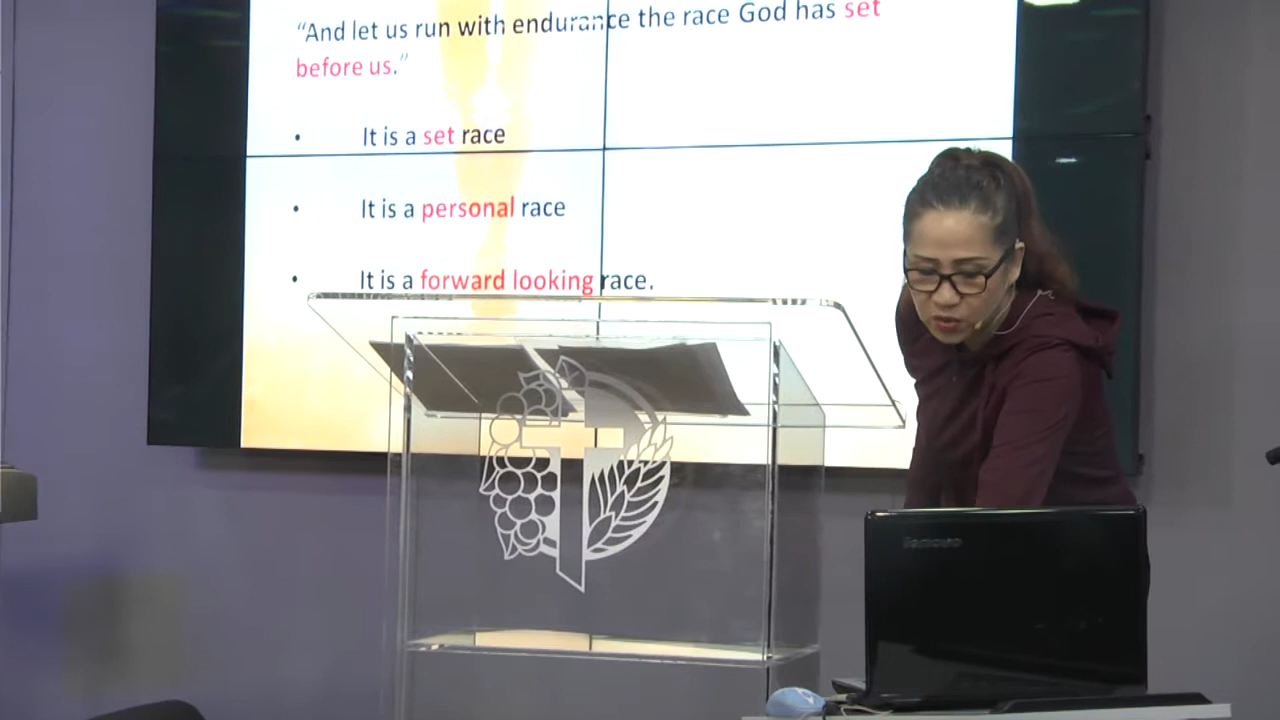 “And let us run with endurance the race God has set
before us.”
• It is a set race
• It is a personal race
• It is a forward looking race.
lenovo